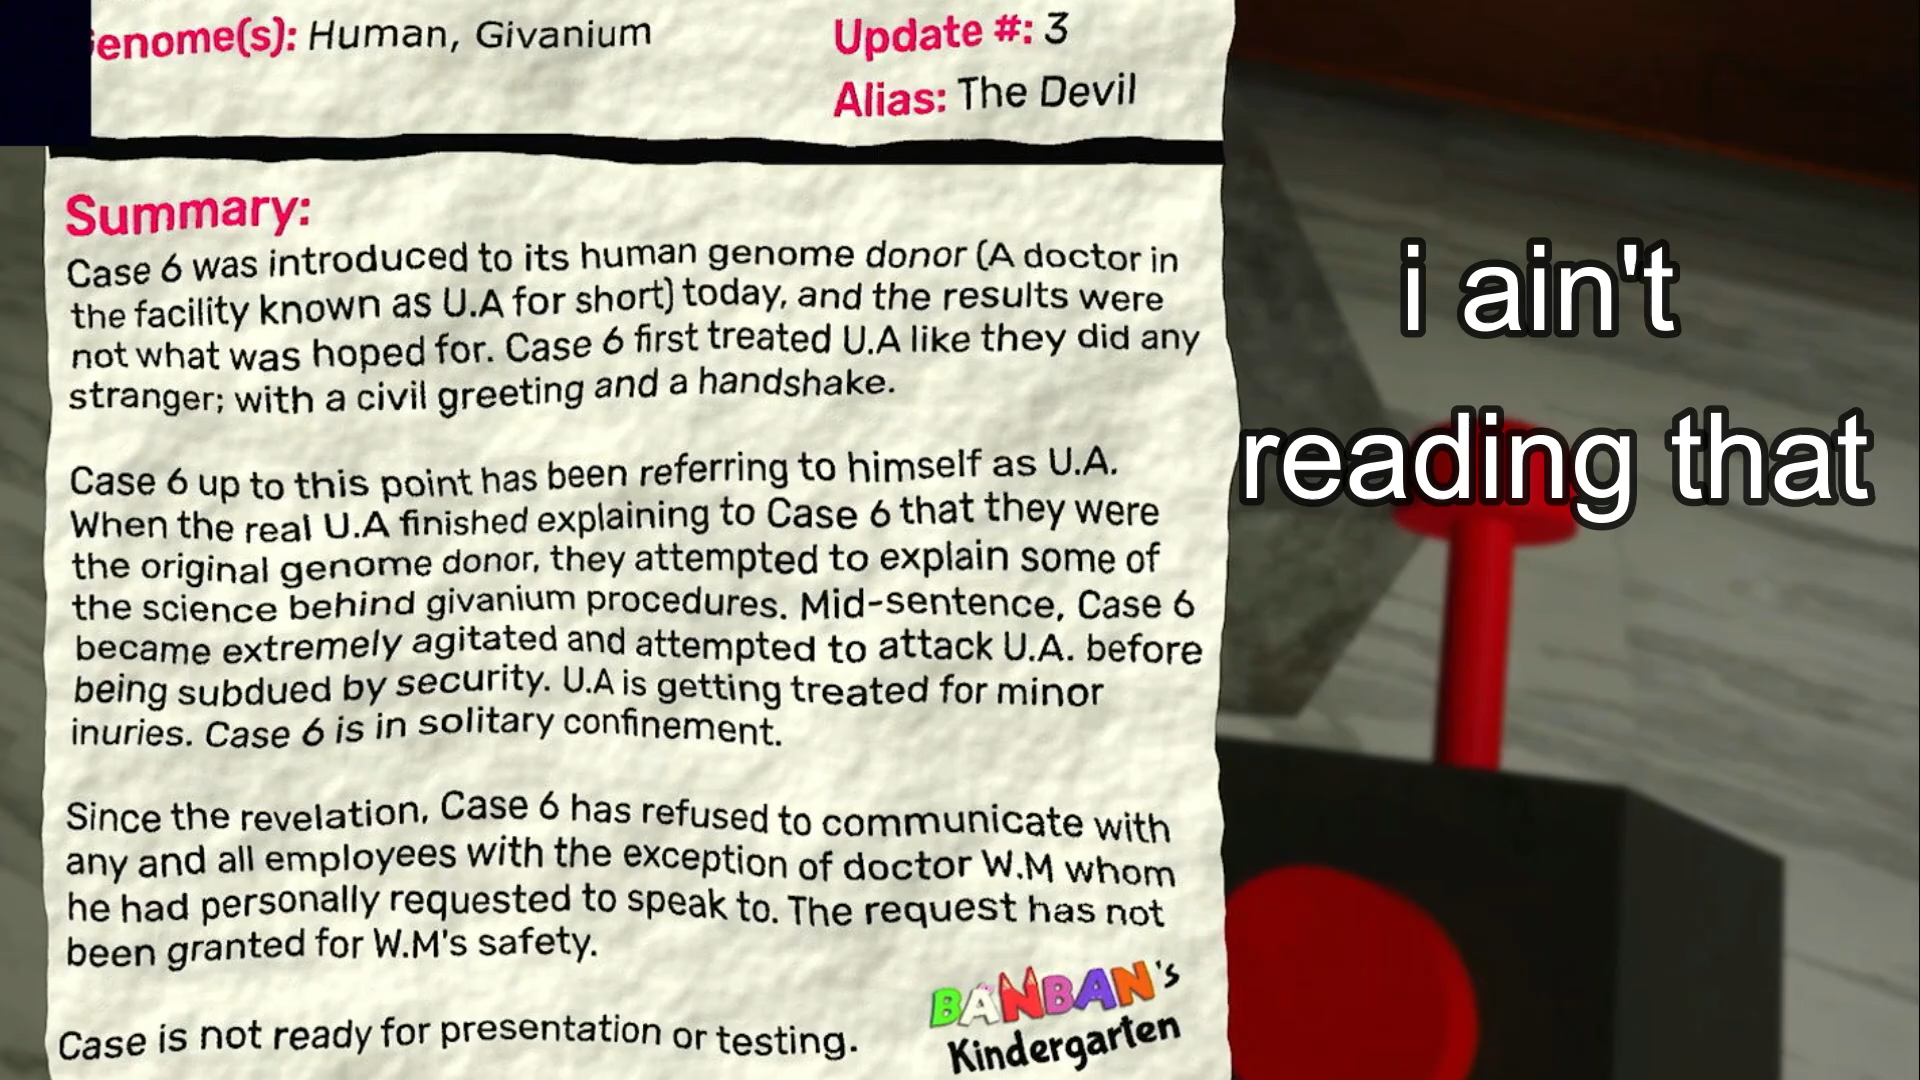 enome(s): Human, Givanium
Update #: 3
Alias: The Devil
Summary:
Case 6 was introduced to its human genome donor (A doctor in
the facility known as U.A for short) today, and the results were
not what was hoped for. Case 6 first treated U.A like they did any
stranger; with a civil greeting and a handshake.
Case 6 up to this point has been referring to himself as U.A.
When the real U.A finished explaining to Case 6 that they were
the original genome donor, they attempted to explain some of
the science behind givanium procedures. Mid-sentence, Case 6
became extremely agitated and attempted to attack U.A. before
being subdued by security. U.A is getting treated for minor
inuries. Case 6 is in solitary confinement.
Since the revelation, Case 6 has refused to communicate with
any and all employees with the exception of doctor W.M whom
he had personally requested to speak to. The request has not
been granted for W.M's safety.
Case is not ready for presentation or testing.
BANBAN's
Kindergarten
i ain't
reading that